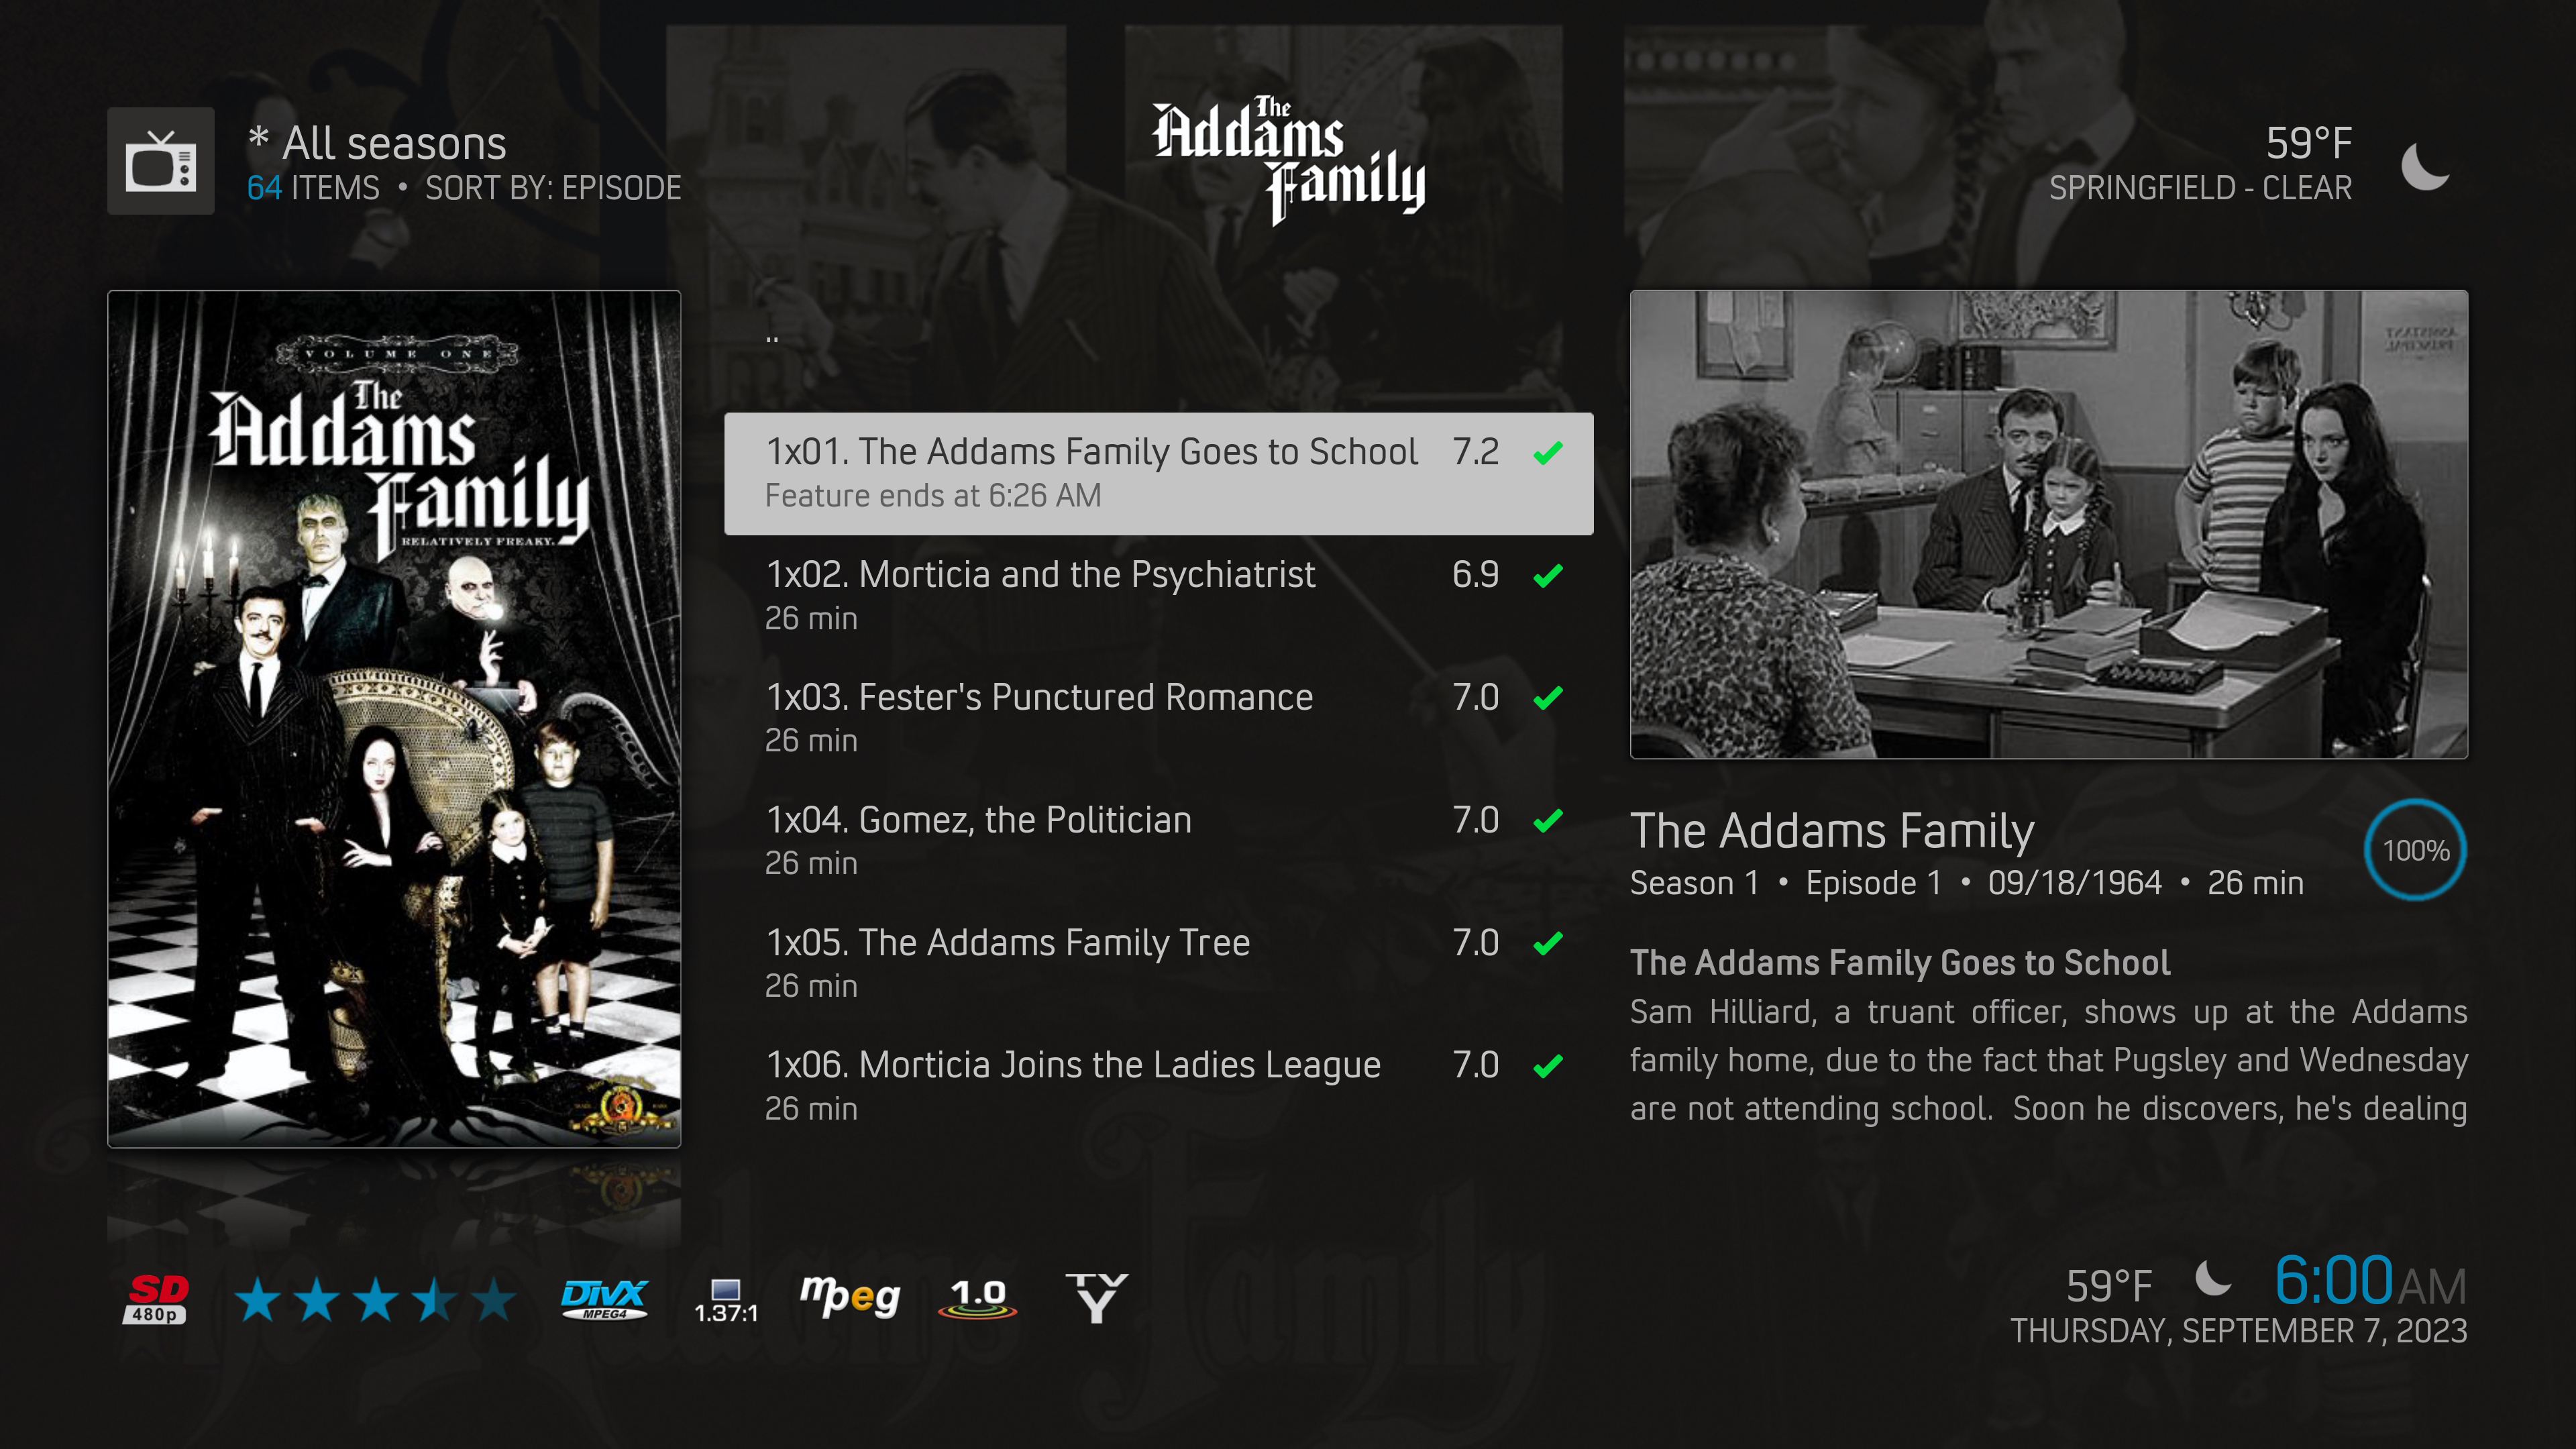 * All seasons
64 ITEMS • SORT BY: EPISODE
The
Addams
Family
59°F
SPRINGFIELD - CLEAR
VOLUME ONE
The
Addams
Family
RELATIVELY FREAKY.
..
1x01. The Addams Family Goes to School 7.2
Feature ends at 6:26 AM
1x02. Morticia and the Psychiatrist 6.9
26 min
1x03. Fester's Punctured Romance 7.0
26 min
1x04. Gomez, the Politician 7.0
26 min
1x05. The Addams Family Tree 7.0
26 min
1x06. Morticia Joins the Ladies League 7.0
26 min
ASSISTANT
PRINCIPAL
The Addams Family
Season 1 • Episode 1 • 09/18/1964 • 26 min
100%
The Addams Family Goes to School
Sam Hilliard, a truant officer, shows up at the Addams
family home, due to the fact that Pugsley and Wednesday
are not attending school. Soon he discovers, he's dealing
SD
480p
DivX
MPEG4
1.37:1
mpeg
1.0
TV
Y
59°F 6:00AM
THURSDAY, SEPTEMBER 7, 2023